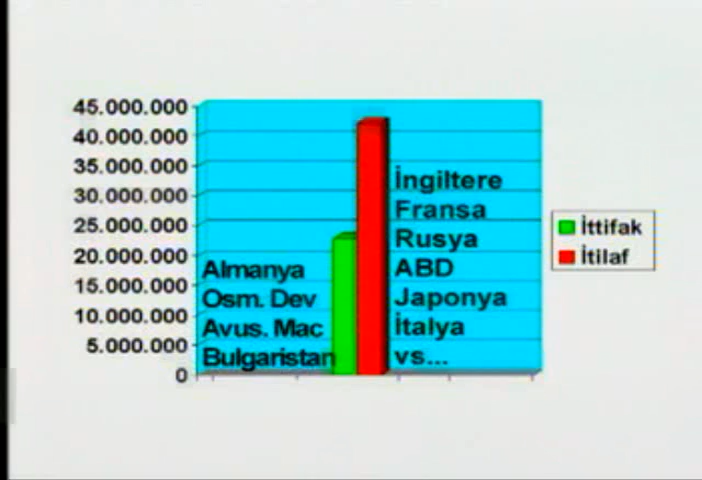 45.000.000
40.000.000
35.000.000
30.000.000
25.000.000
20.000.000
15.000.000
10.000.000
5.000.000
0
Almanya
Osm. Dev
Avus. Mac
Bulgaristan
İngiltere
Fransa
Rusya
ABD
Japonya
İtalya
vs...
İttifak
İtilaf